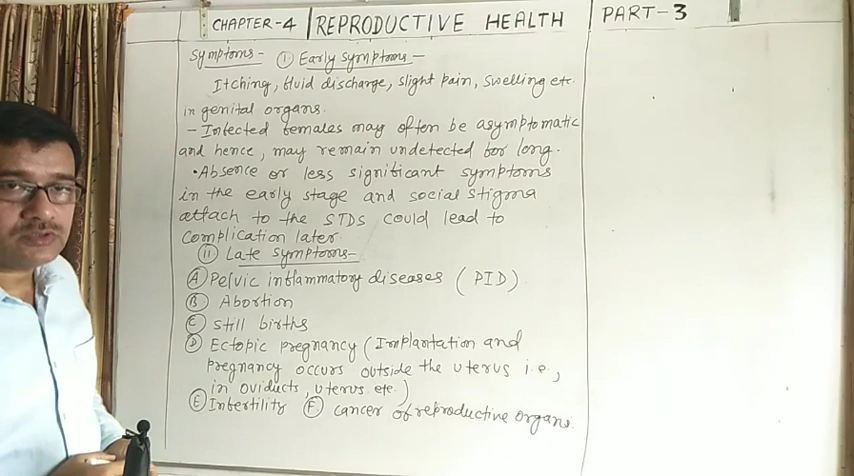 CHAPTER-4 | REPRODUCTIVE HEALTH | PART-3
Symptoms- (i) Early symptoms-
Itching, fluid discharge, slight pain, swelling etc.
in genital organs.
- Infected females may often be asymptomatic
and hence, may remain undetected for long.
• Absence or less significant symptoms
in the early stage and social stigma
attach to the STDs could lead to
complication later.
(ii) Late symptoms-
(A) Pelvic inflammatory diseases (PID)
(B) Abortion
(C) Still births
(D) Ectopic pregnancy (Implantation and
pregnancy occurs outside the uterus i.e.,
in oviducts, uterus etc.)
(E) Infertility (F) Cancer of reproductive organs.